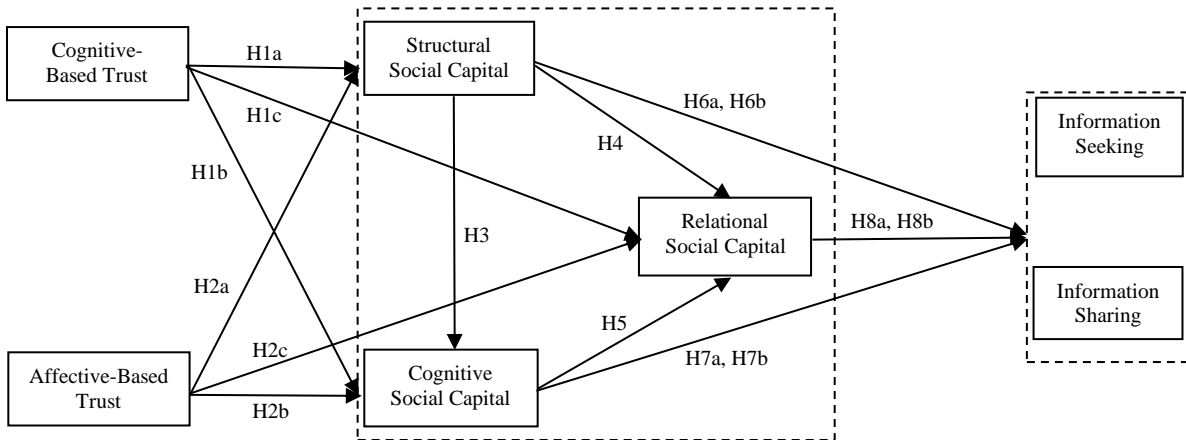 Cognitive-
Based Trust
Affective-Based
Trust
H1a
H1c
H1b
H2a
H2c
H2b
Structural
Social Capital
H3
Cognitive
Social Capital
H4
H5
Relational
Social Capital
H6a, H6b
H8a, H8b
H7a, H7b
Information
Seeking
Information
Sharing